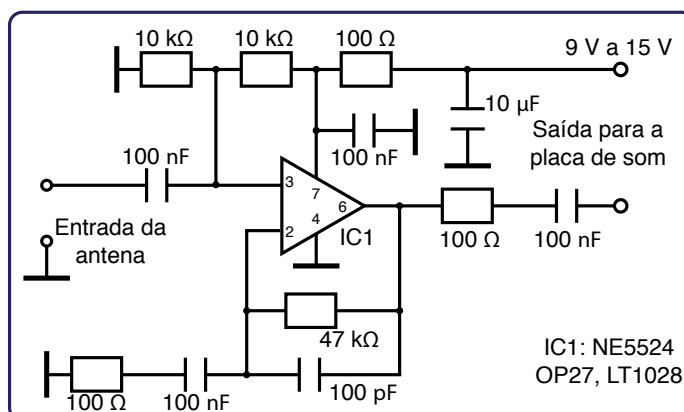 10 kΩ
10 kΩ
100 Ω
9 V a 15 V
10 µF
100 nF
100 nF
Saída para a
placa de som
3
7
6
2
4
IC1
Entrada da
antena
100 Ω
100 nF
47 kΩ
100 Ω
100 nF
100 pF
IC1: NE5524
OP27, LT1028